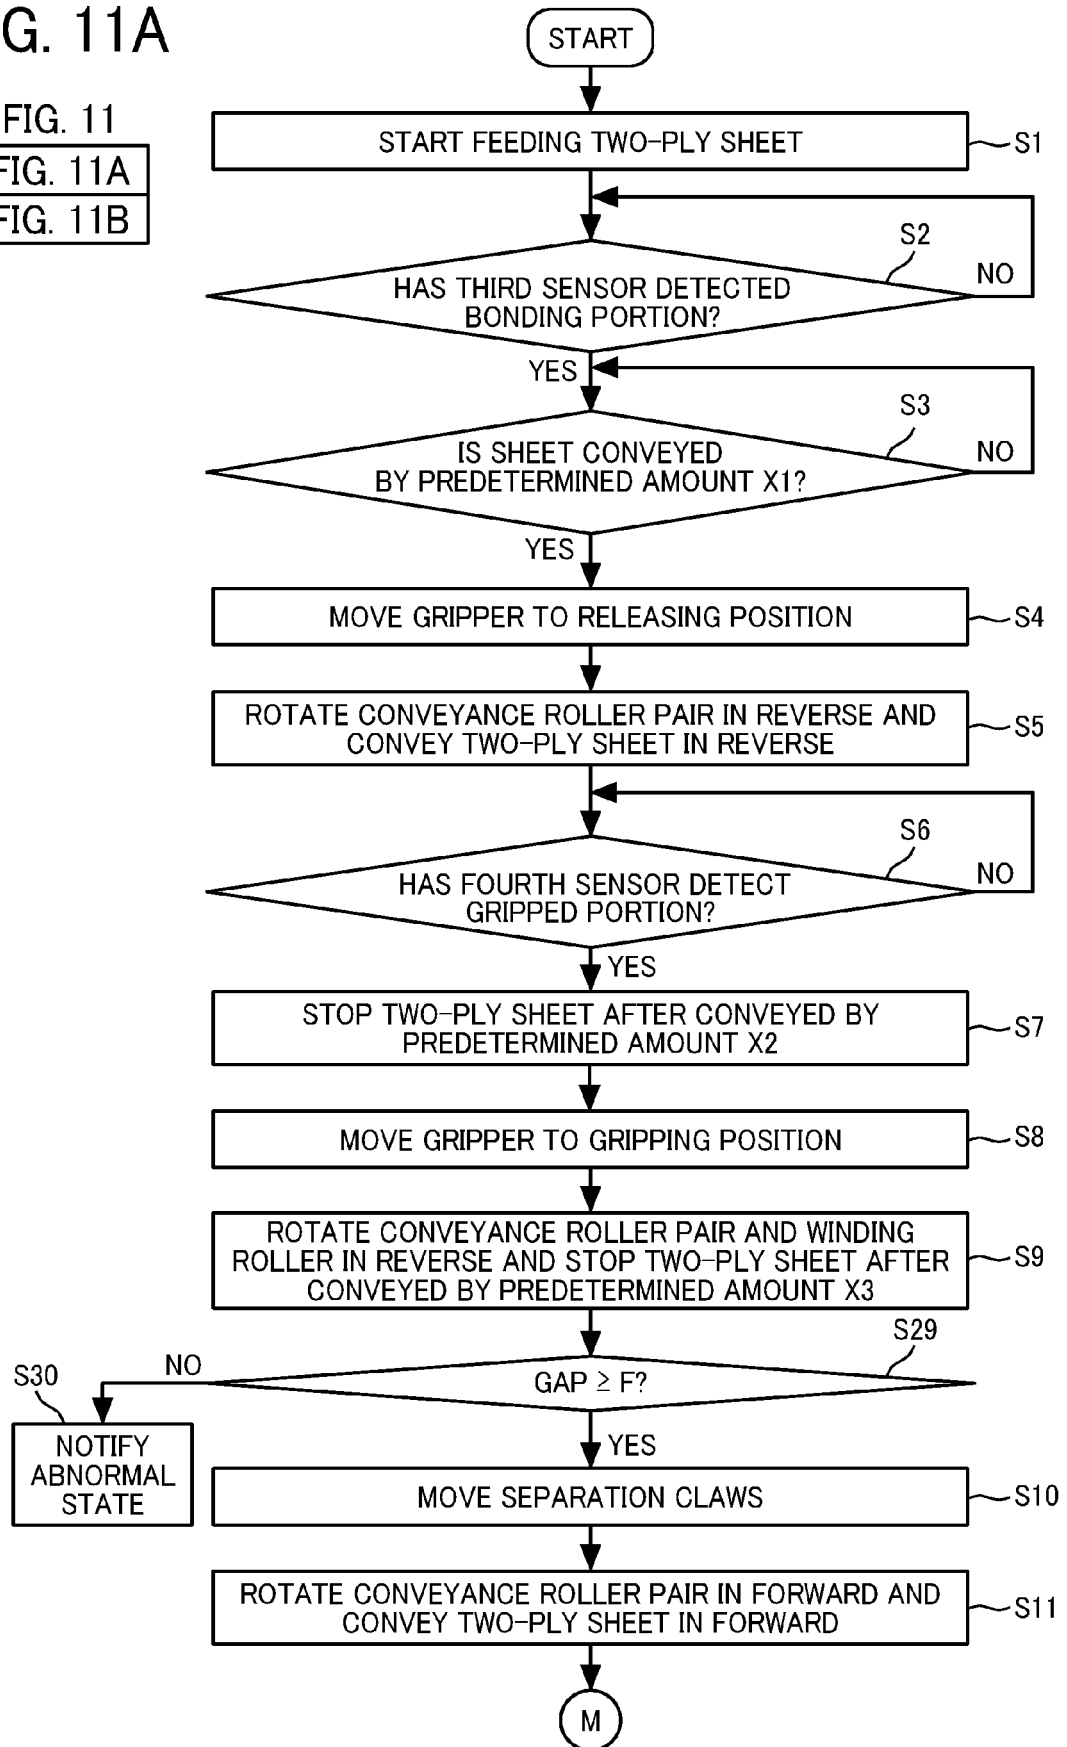 G. 11A
FIG. 11
FIG. 11A
FIG. 11B
START
START FEEDING TWO-PLY SHEET
S1
S2
HAS THIRD SENSOR DETECTED
BONDING PORTION?
NO
YES
S3
IS SHEET CONVEYED
BY PREDETERMINED AMOUNT X1?
NO
YES
MOVE GRIPPER TO RELEASING POSITION
S4
ROTATE CONVEYANCE ROLLER PAIR IN REVERSE AND
CONVEY TWO-PLY SHEET IN REVERSE
S5
S6
HAS FOURTH SENSOR DETECT
GRIPPED PORTION?
NO
YES
STOP TWO-PLY SHEET AFTER CONVEYED BY
PREDETERMINED AMOUNT X2
S7
MOVE GRIPPER TO GRIPPING POSITION
S8
ROTATE CONVEYANCE ROLLER PAIR AND WINDING
ROLLER IN REVERSE AND STOP TWO-PLY SHEET AFTER
CONVEYED BY PREDETERMINED AMOUNT X3
S9
S29
GAP ≥ F?
NO
S30
NOTIFY
ABNORMAL
STATE
YES
MOVE SEPARATION CLAWS
S10
ROTATE CONVEYANCE ROLLER PAIR IN FORWARD AND
CONVEY TWO-PLY SHEET IN FORWARD
S11
M